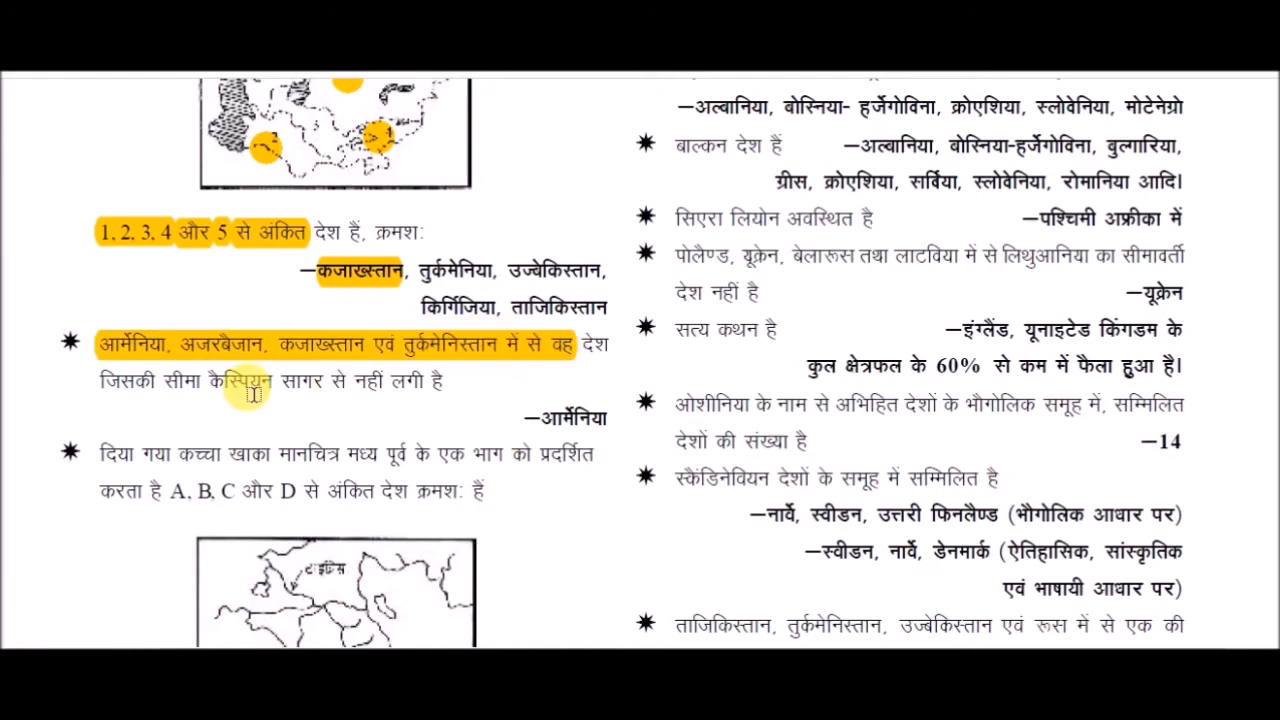 2
4
1, 2, 3, 4 और 5 से अंकित देश हैं, क्रमश:
–कजाख्स्तान, तुर्कमेनिया, उज्बेकिस्तान,
किर्गिजिया, ताजिकिस्तान
* आर्मेनिया, अजरबैजान, कजाख्स्तान एवं तुर्कमेनिस्तान में से वह देश
जिसकी सीमा कैस्पियन सागर से नहीं लगी है
–आर्मेनिया
* दिया गया कच्चा खाका मानचित्र मध्य पूर्व के एक भाग को प्रदर्शित
करता है A, B, C और D से अंकित देश क्रमश: हैं
टाइग्रिस
–अल्वानिया, बोस्निया- हर्जेगोविना, क्रोएशिया, स्लोवेनिया, मोटेनेग्रो
* बाल्कन देश हैं –अल्वानिया, बोस्निया-हर्जेगोविना, बुल्गारिया,
ग्रीस, क्रोएशिया, सर्विया, स्लोवेनिया, रोमानिया आदि।
* सिएरा लियोन अवस्थित है –पश्चिमी अफ्रीका में
* पोलैण्ड, यूक्रेन, बेलारूस तथा लाटविया में से लिथुआनिया का सीमावर्ती
देश नहीं है –यूक्रेन
* सत्य कथन है –इंग्लैंड, यूनाइटेड किंगडम के
कुल क्षेत्रफल के 60% से कम में फैला हुआ है।
* ओशीनिया के नाम से अभिहित देशों के भौगोलिक समूह में, सम्मिलित
देशों की संख्या है –14
* स्कैंडिनेवियन देशों के समूह में सम्मिलित है
–नार्वे, स्वीडन, उत्तरी फिनलैण्ड (भौगोलिक आधार पर)
–स्वीडन, नार्वे, डेनमार्क (ऐतिहासिक, सांस्कृतिक
एवं भाषायी आधार पर)
* ताजिकिस्तान, तुर्कमेनिस्तान, उज्बेकिस्तान एवं रूस में से एक की